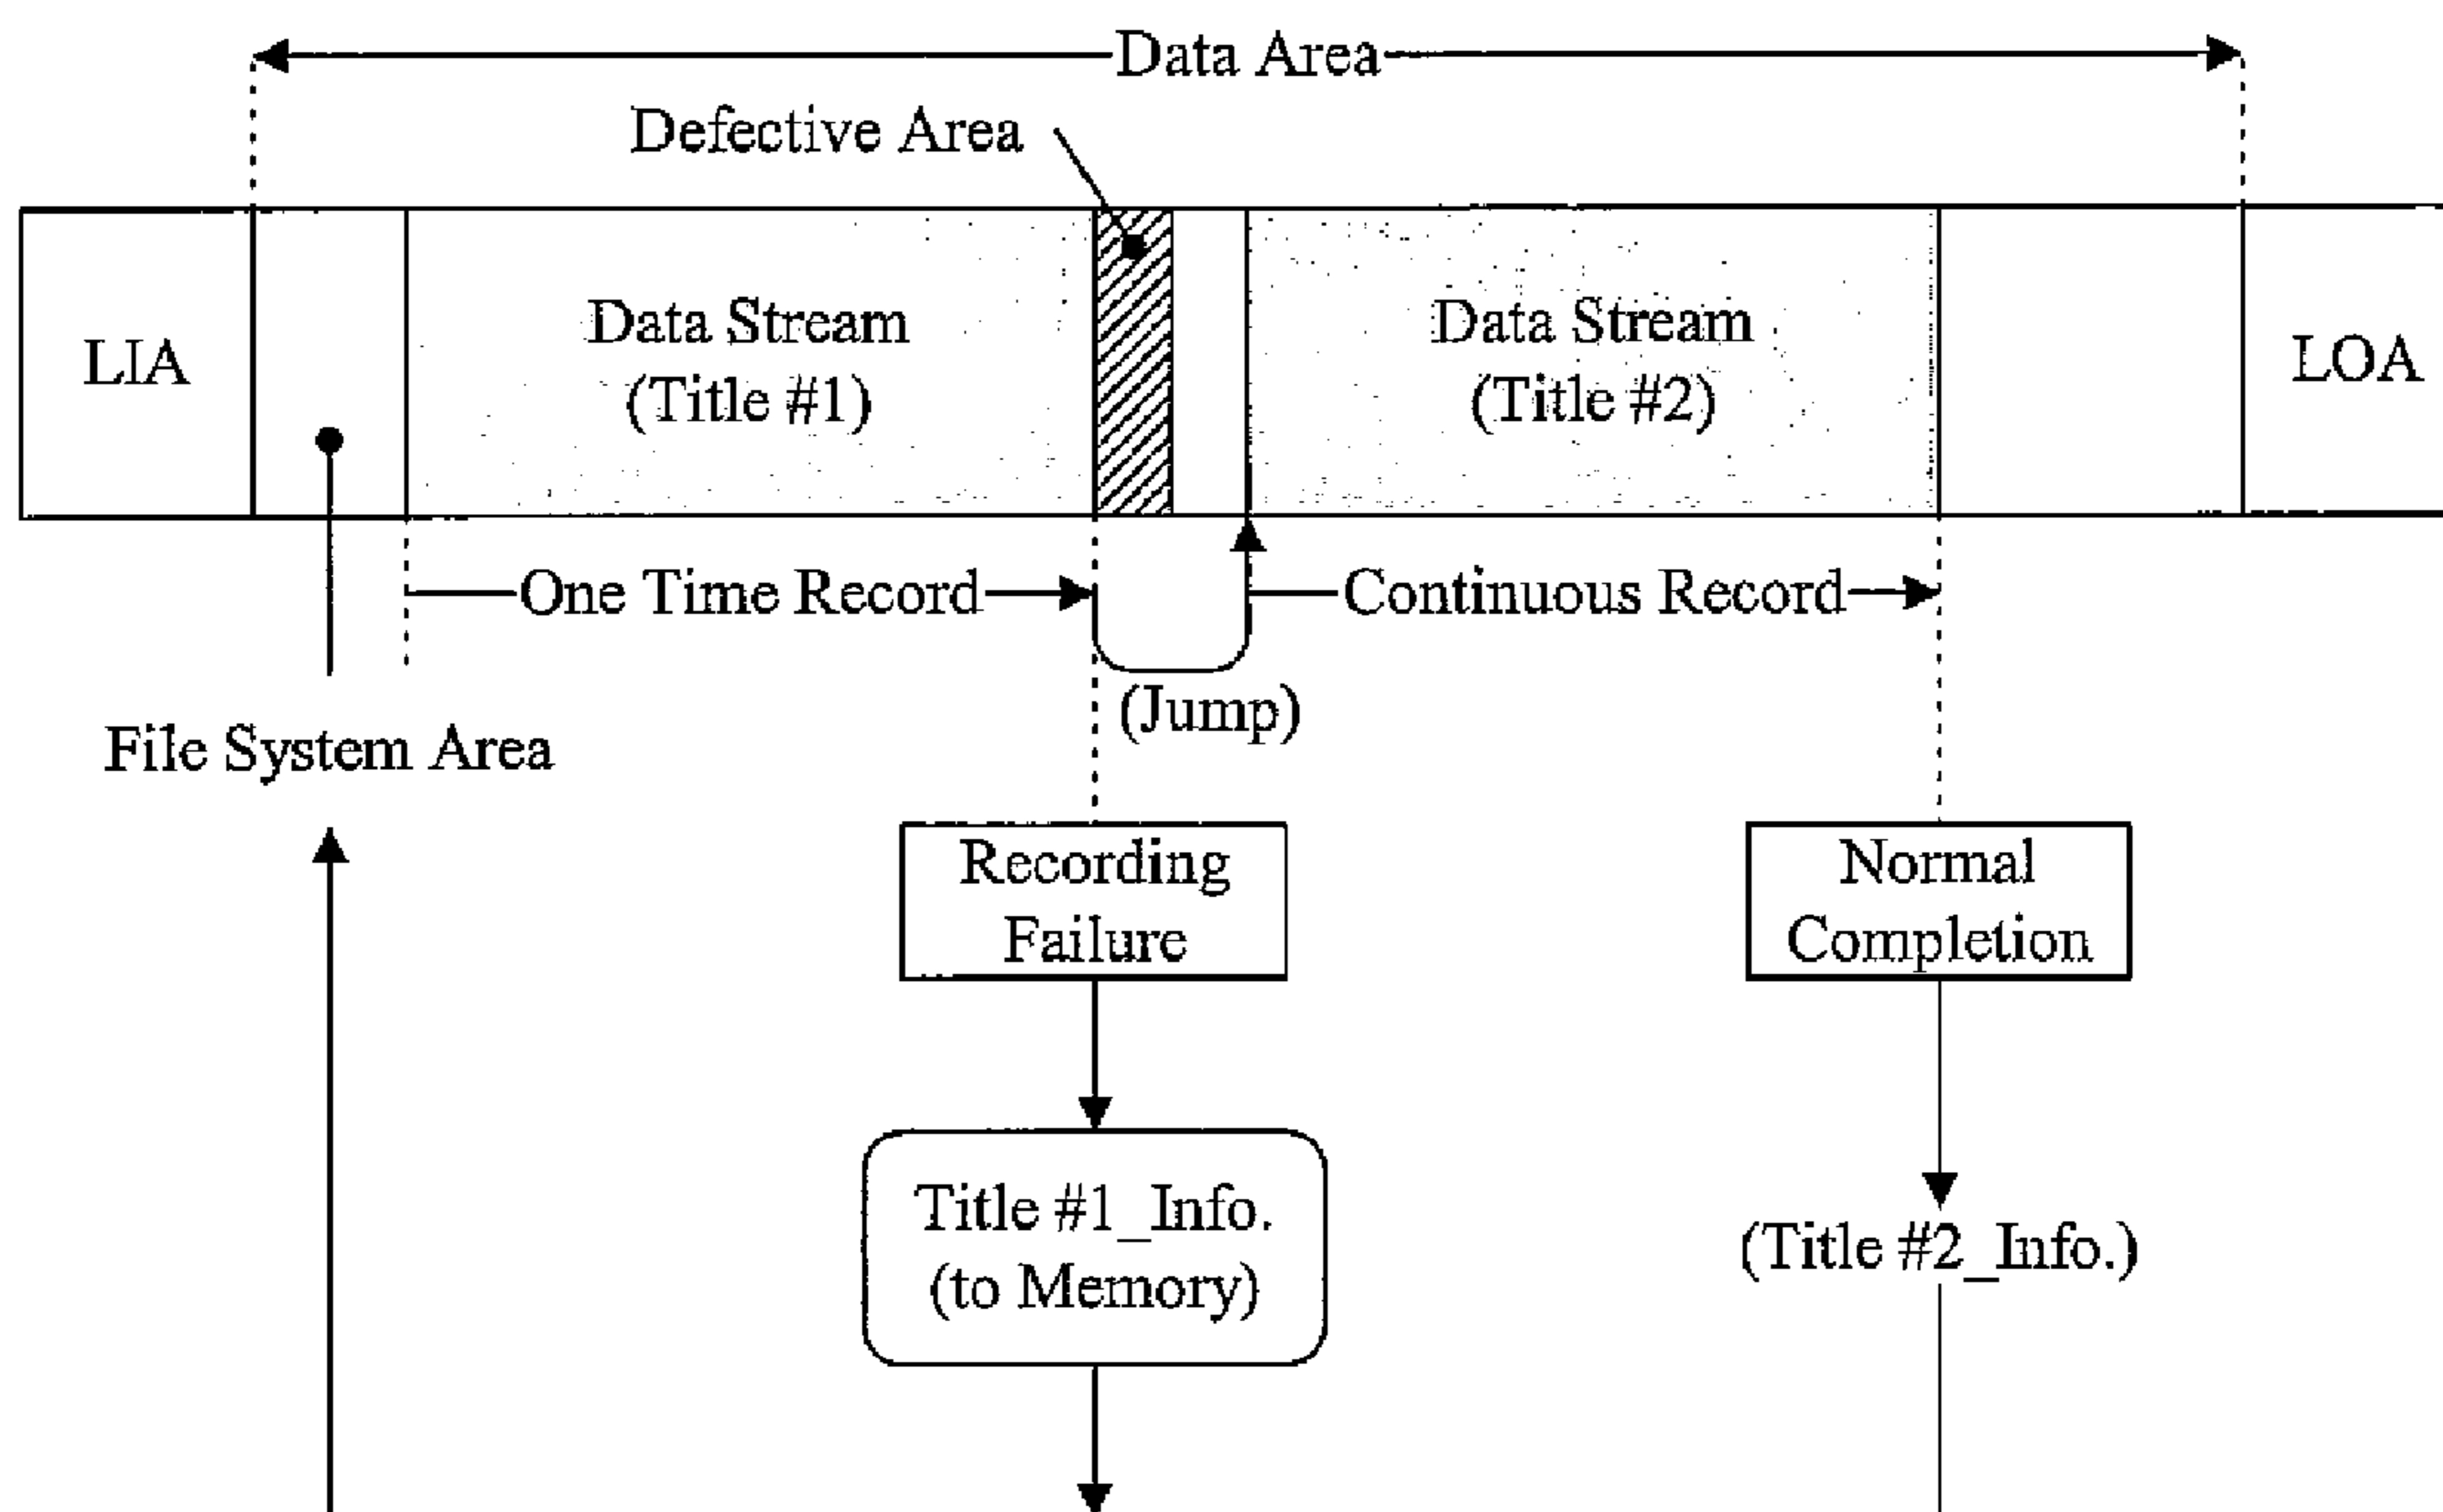 Data Area
Defective Area
LIA
Data Stream
(Title #1)
Data Stream
(Title #2)
LOA
One Time Record
Continuous Record
(Jump)
File System Area
Recording
Failure
Normal
Completion
Title #1_Info.
(to Memory)
(Title #2_Info.)